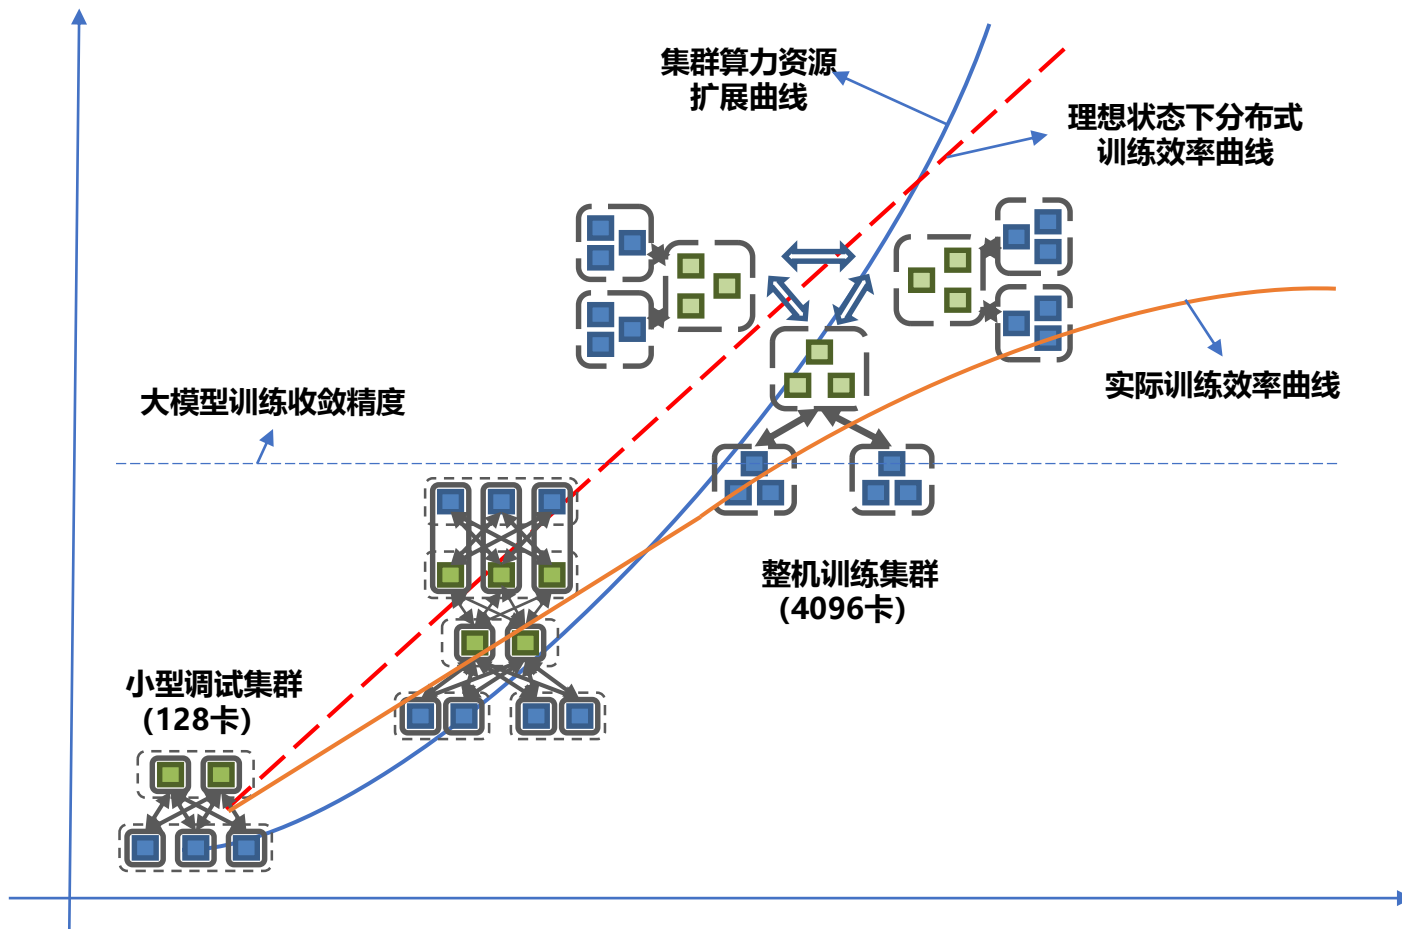 集群算力资源
扩展曲线
理想状态下分布式
训练效率曲线
实际训练效率曲线
大模型训练收敛精度
整机训练集群
(4096卡)
小型调试集群
(128卡)